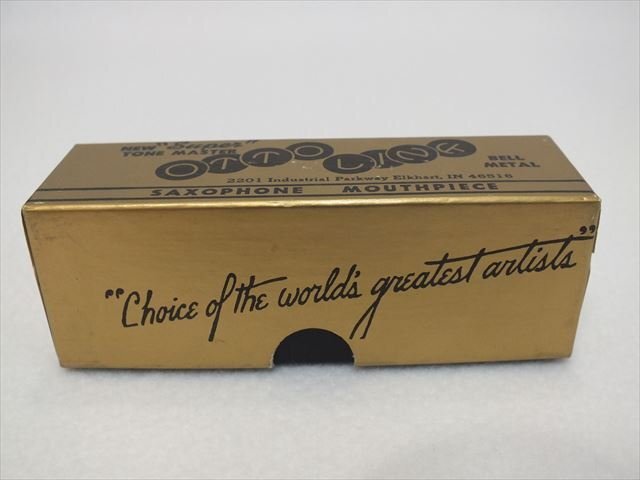 NEW "Super"
TONE MASTER
OTTO LINK
BELL
METAL
2201 Industrial Parkway Elkhart, IN 46516
SAXOPHONE MOUTHPIECE
"Choice of the world's greatest artists"